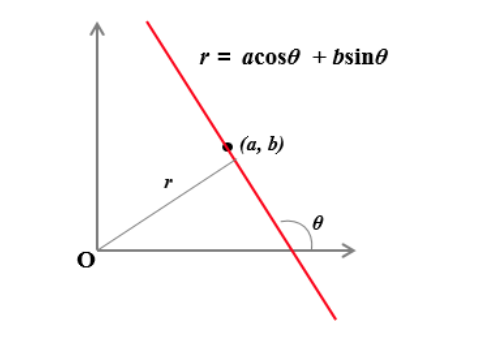 r = acosθ + bsinθ
(a, b)
r
θ
O